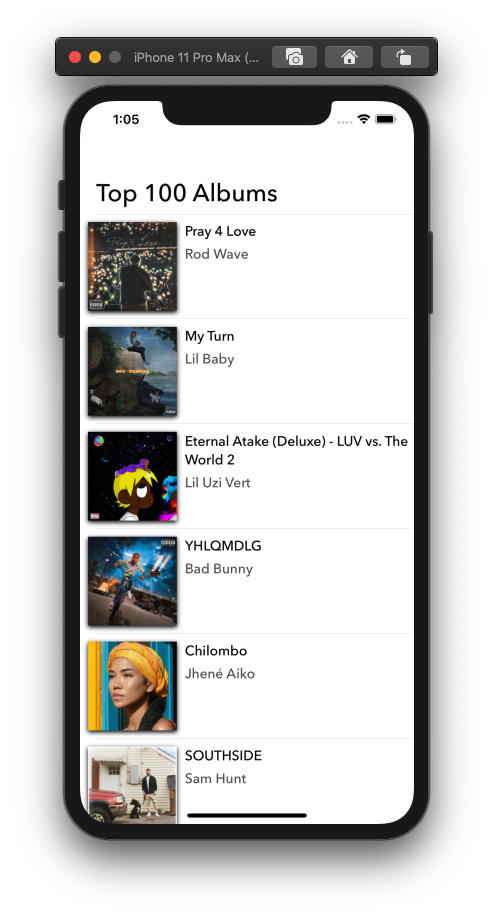 iPhone 11 Pro Max (...
1:05
Top 100 Albums
Pray 4 Love
Rod Wave
MY TURN
My Turn
Lil Baby
Eternal Atake (Deluxe) - LUV vs. The
World 2
Lil Uzi Vert
YHLQMDLG
Bad Bunny
Chilombo
Jhené Aiko
SOUTHSIDE
Sam Hunt